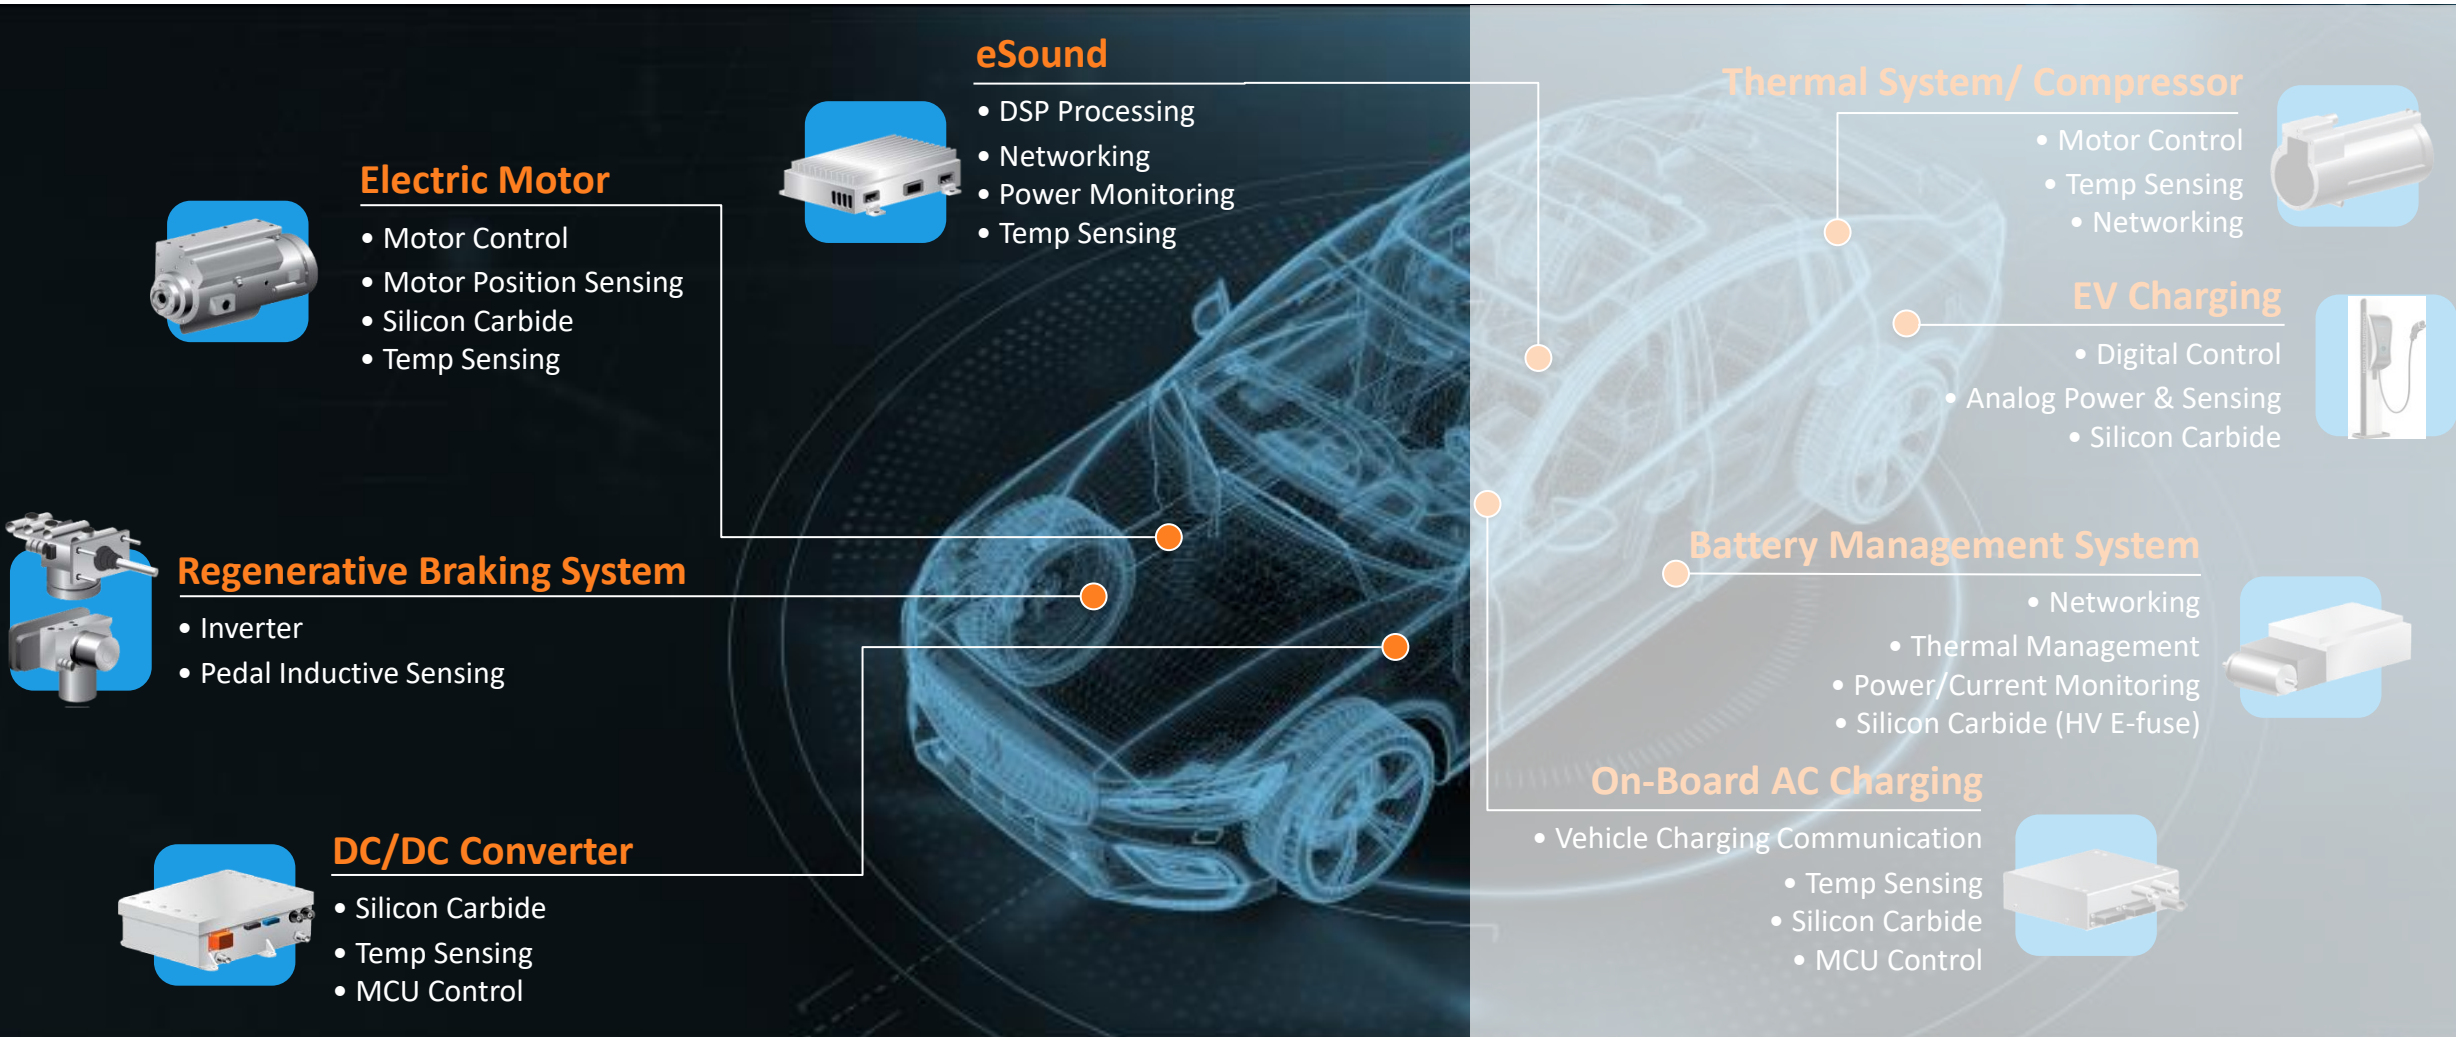 eSound
• DSP Processing
• Networking
• Power Monitoring
• Temp Sensing
Electric Motor
• Motor Control
• Motor Position Sensing
• Silicon Carbide
• Temp Sensing
Regenerative Braking System
• Inverter
• Pedal Inductive Sensing
DC/DC Converter
• Silicon Carbide
• Temp Sensing
• MCU Control
Thermal System/ Compressor
• Motor Control
• Temp Sensing
• Networking
EV Charging
• Digital Control
• Analog Power & Sensing
• Silicon Carbide
Battery Management System
• Networking
• Thermal Management
• Power/Current Monitoring
• Silicon Carbide (HV E-fuse)
On-Board AC Charging
• Vehicle Charging Communication
• Temp Sensing
• Silicon Carbide
• MCU Control